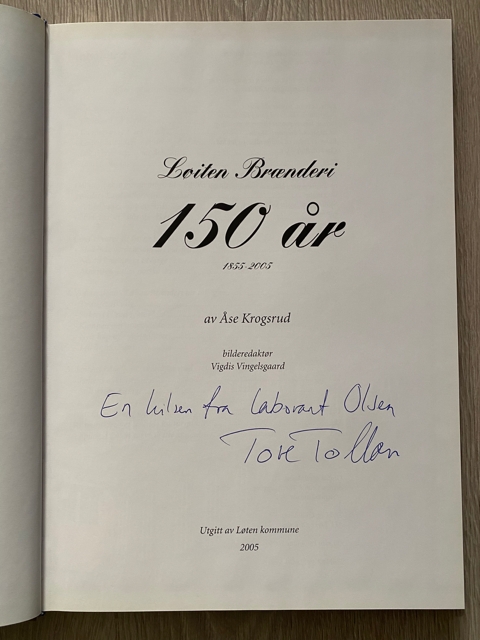 Løiten Brænderi
150 år
1855-2005
av Åse Krogsrud
bilderedaktør
Vigdis Vingelsgaard
En hilsen fra laborant Olsen
Tore Tollan
Utgitt av Løten kommune
2005